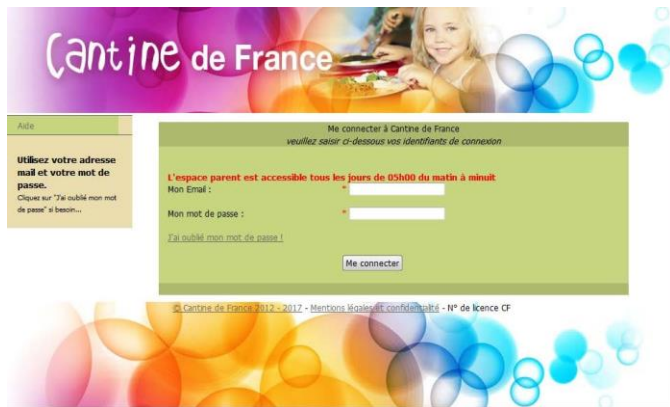 Cantine de France
Aide
Utilisez votre adresse
mail et votre mot de
passe.
Cliquez sur "J'ai oublié mon mot
de passe" si besoin...
Me connecter à Cantine de France
veuillez saisir ci-dessous vos identifiants de connexion
L'espace parent est accessible tous les jours de 05h00 du matin à minuit
Mon Email : *
Mon mot de passe : *
J'ai oublié mon mot de passe !
Me connecter
© Cantine de France 2012 - 2017 - Mentions légales et confidentialité - N° de licence CF